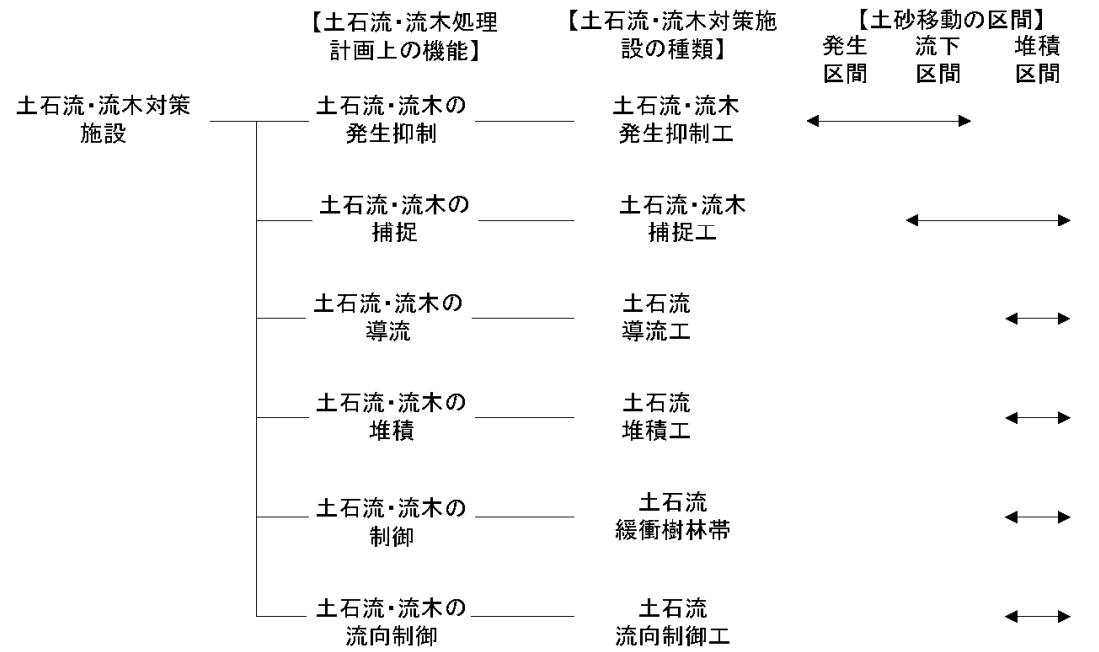 【土石流・流木処理
計画上の機能】
【土石流・流木対策施
設の種類】
【土砂移動の区間】
発生
区間
流下
区間
堆積
区間
土石流・流木対策
施設
土石流・流木の
発生抑制
土石流・流木
発生抑制工
土石流・流木の
捕捉
土石流・流木
捕捉工
土石流・流木の
導流
土石流
導流工
土石流・流木の
堆積
土石流
堆積工
土石流・流木の
制御
土石流
緩衝樹林帯
土石流・流木の
流向制御
土石流
流向制御工